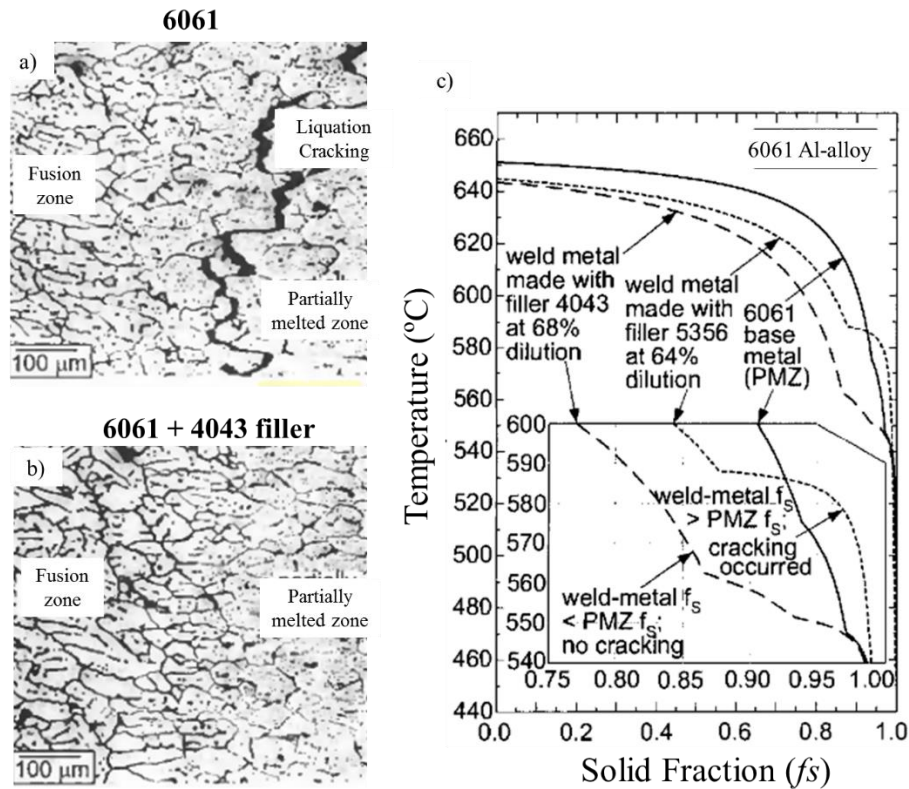 6061
a)
Liquation
Cracking
Fusion
zone
Partially
melted zone
100 µm
6061 + 4043 filler
b)
Fusion
zone
Partially
melted zone
100 µm
c)
Temperature (ºC)
660
640
620
600
580
560
540
520
500
480
460
440
6061 Al-alloy
weld metal
made with
filler 4043
at 68%
dilution
weld metal
made with
filler 5356
at 64%
dilution
6061
base
metal
(PMZ)
600
590
580
570
560
550
540
weld-metal fS
> PMZ fS:
cracking
occurred
weld-metal fS
< PMZ fS:
no cracking
0.75 0.80 0.85 0.90 0.95 1.00
0.0 0.2 0.4 0.6 0.8 1.0
Solid Fraction (fs)